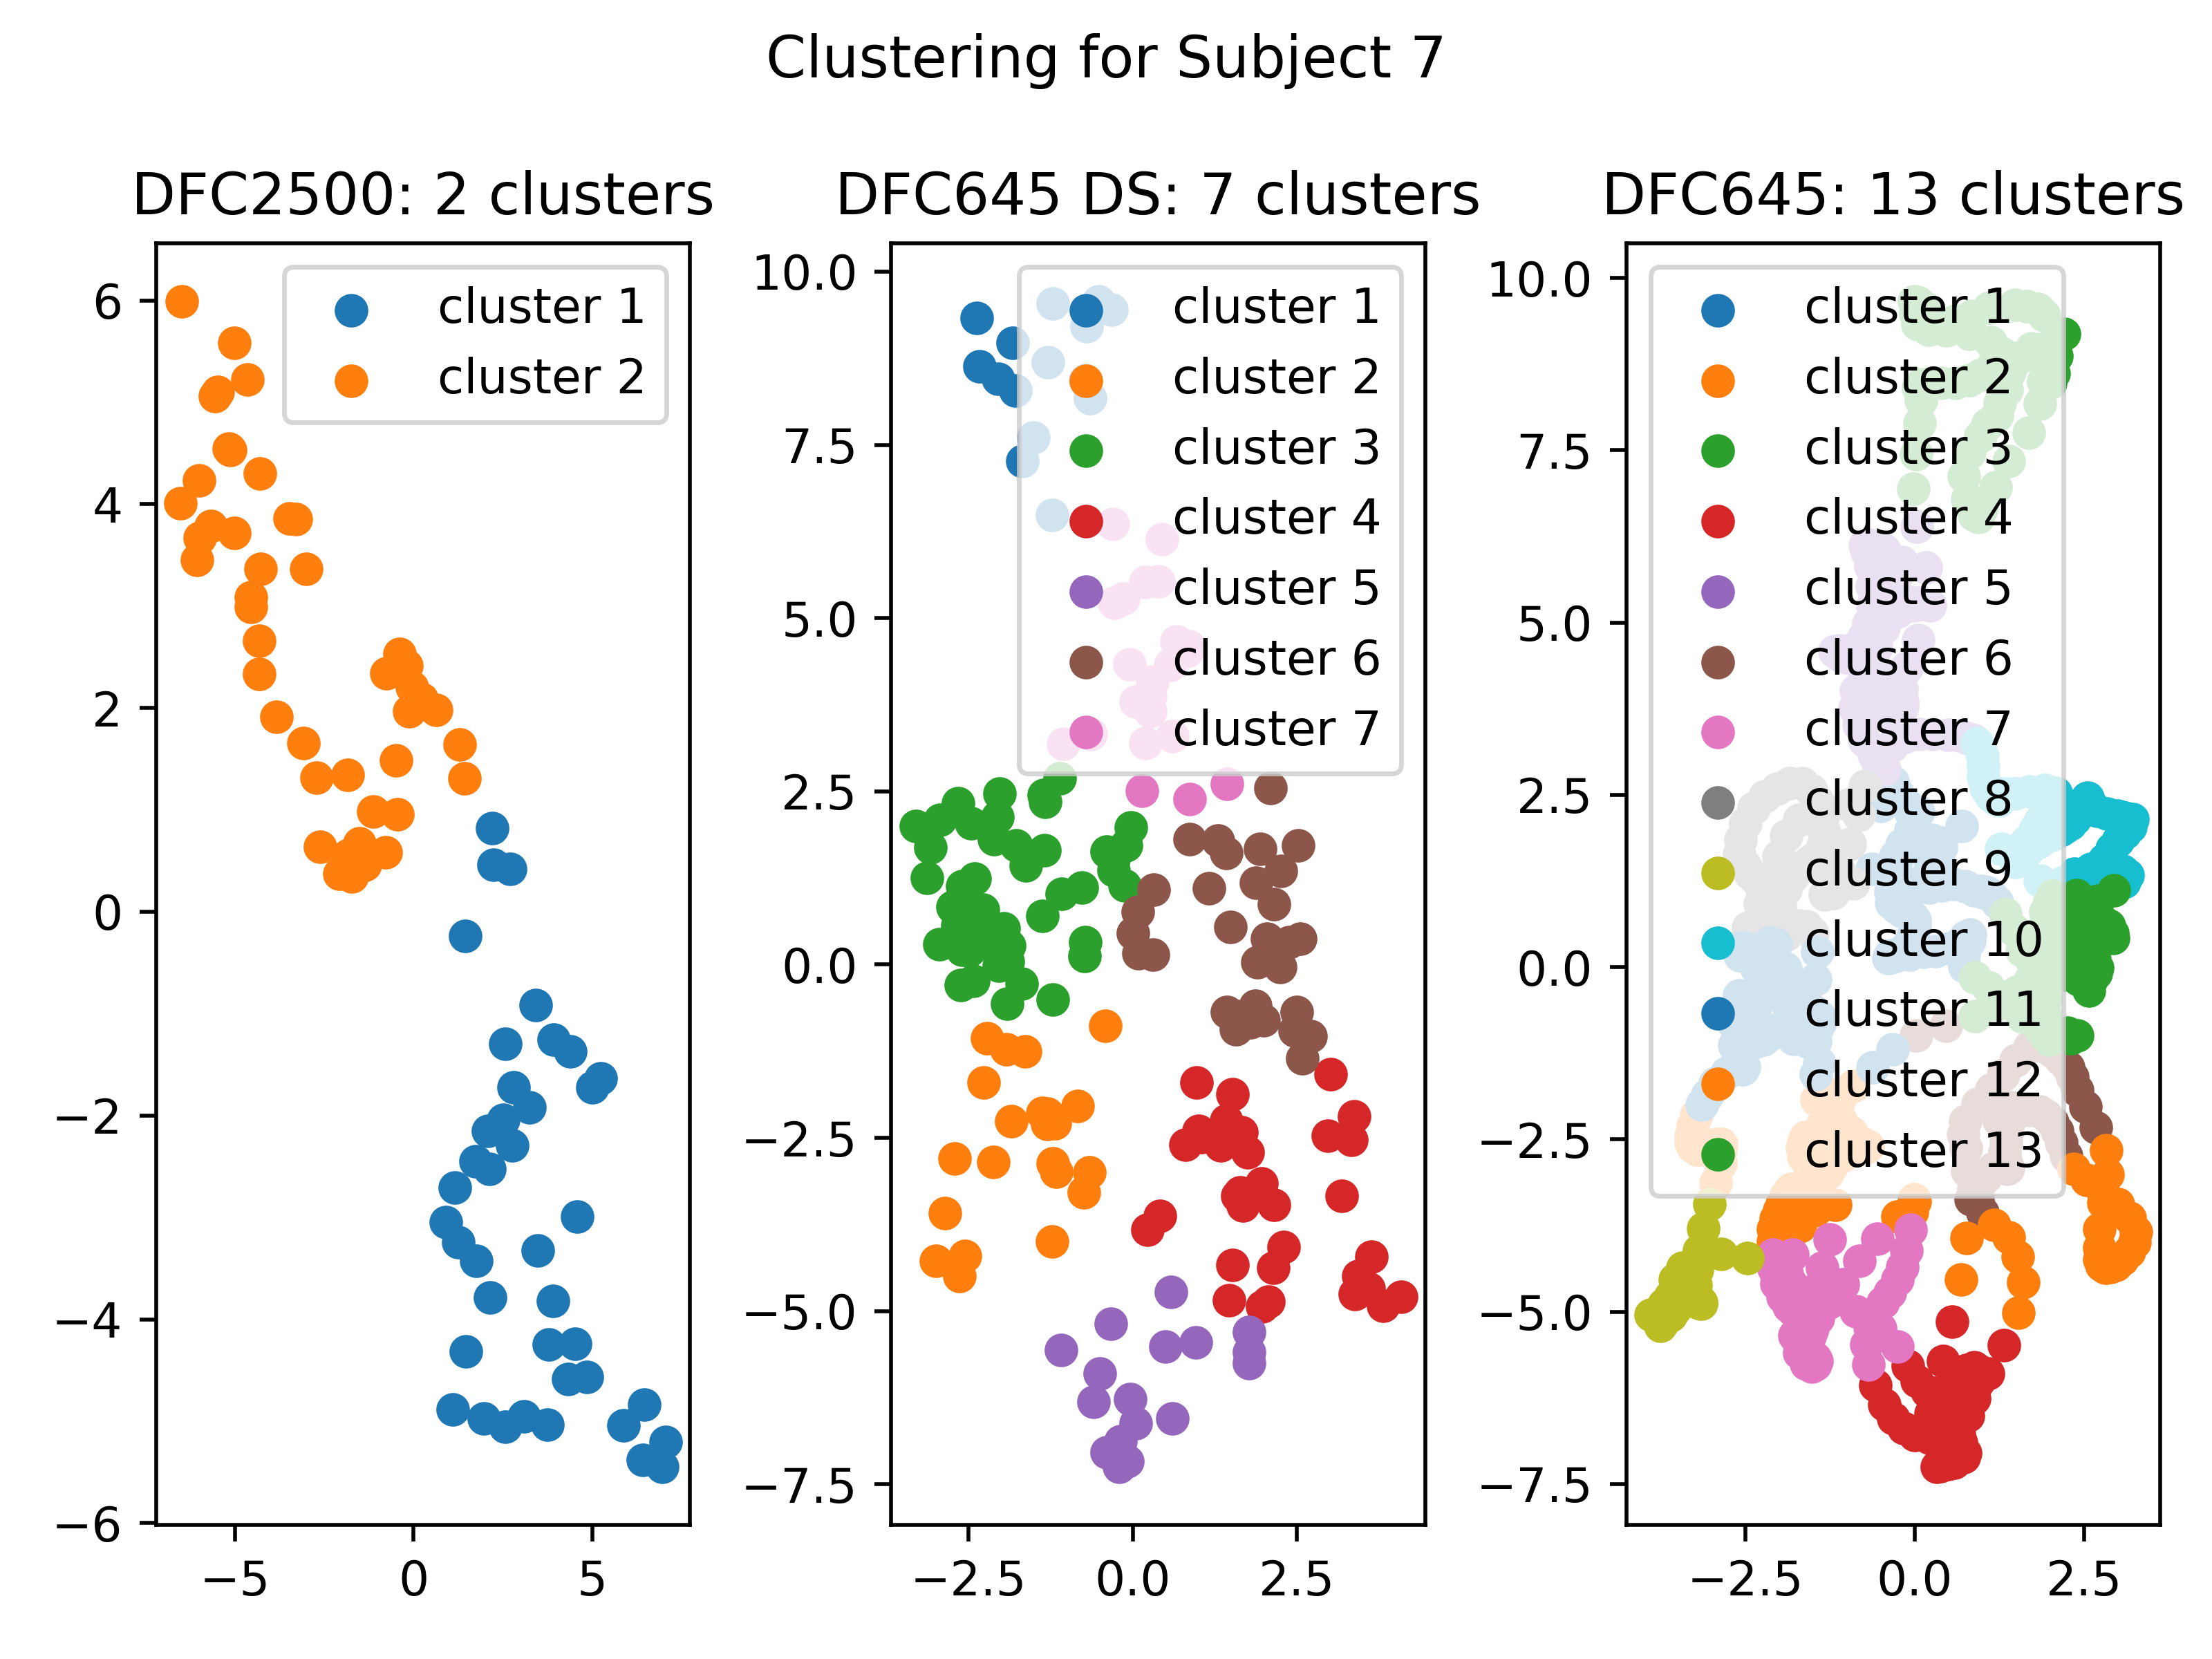 Clustering for Subject 7
DFC2500: 2 clusters
6
4
2
0
−2
−4
−6
−5
0
5
cluster 1
cluster 2
DFC645 DS: 7 clusters
10.0
7.5
5.0
2.5
0.0
−2.5
−5.0
−7.5
−2.5
0.0
2.5
cluster 1
cluster 2
cluster 3
cluster 4
cluster 5
cluster 6
cluster 7
DFC645: 13 clusters
10.0
7.5
5.0
2.5
0.0
−2.5
−5.0
−7.5
−2.5
0.0
2.5
cluster 1
cluster 2
cluster 3
cluster 4
cluster 5
cluster 6
cluster 7
cluster 8
cluster 9
cluster 10
cluster 11
cluster 12
cluster 13